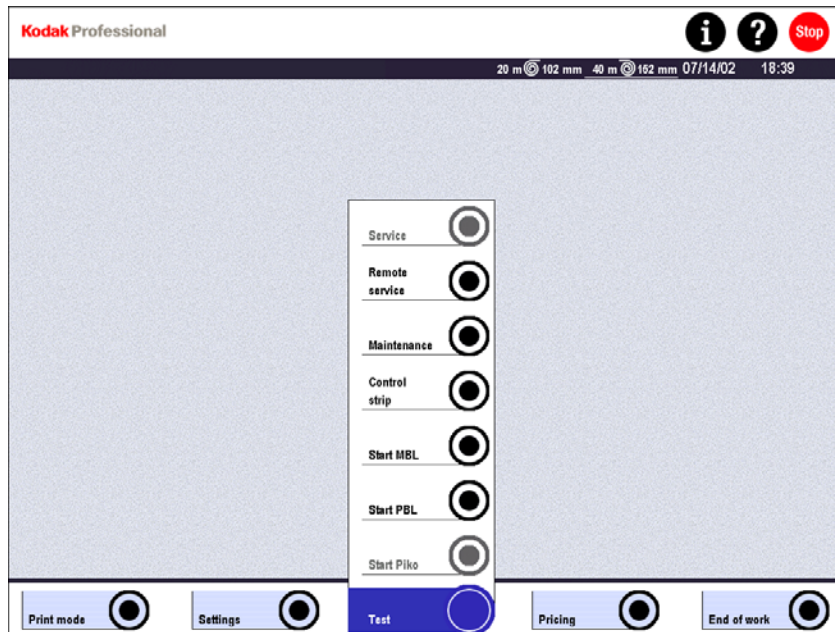 Kodak Professional
i ? Stop
20 m 102 mm 40 m 152 mm 07/14/02 18:39
Service
Remote
service
Maintenance
Control
strip
Start MBL
Start PBL
Start Piko
Print mode Settings Test Pricing End of work